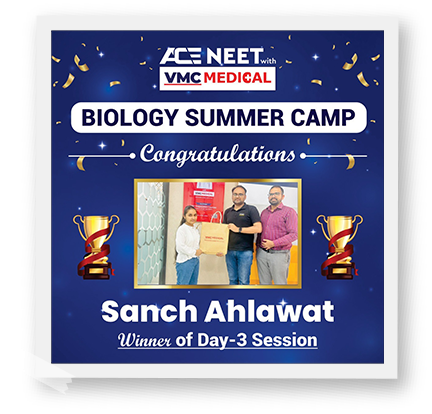 ACE NEET with
VMC MEDICAL
BIOLOGY SUMMER CAMP
Congratulations
Sanch Ahlawat
Winner of Day-3 Session